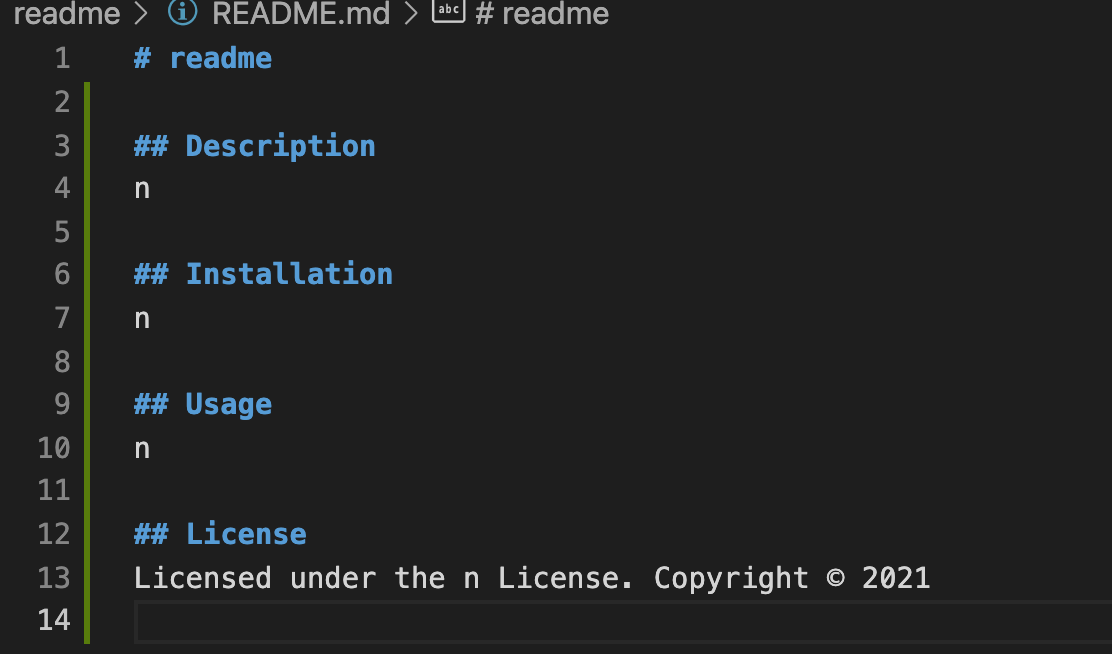 readme > README.md > abc # readme
1 # readme
2
3 ## Description
4 n
5
6 ## Installation
7 n
8
9 ## Usage
10 n
11
12 ## License
13 Licensed under the n License. Copyright © 2021
14